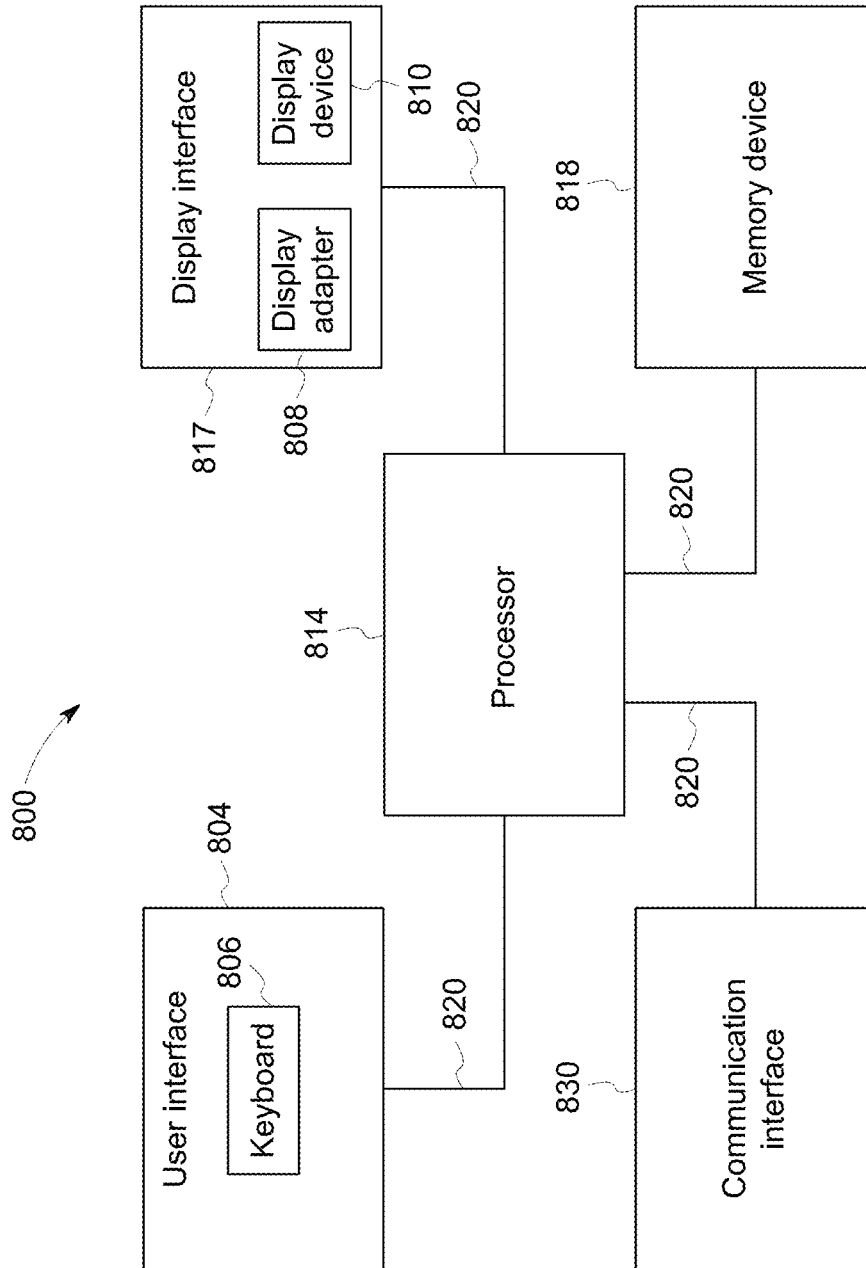 800
User interface
804
Keyboard
806
820
Display interface
817
Display
adapter
808
Display
device
810
820
Processor
814
820
820
Communication
interface
830
Memory device
818